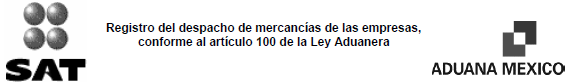 Registro del despacho de mercancías de las empresas,
conforme al artículo 100 de la Ley Aduanera
SAT
ADUANA MEXICO